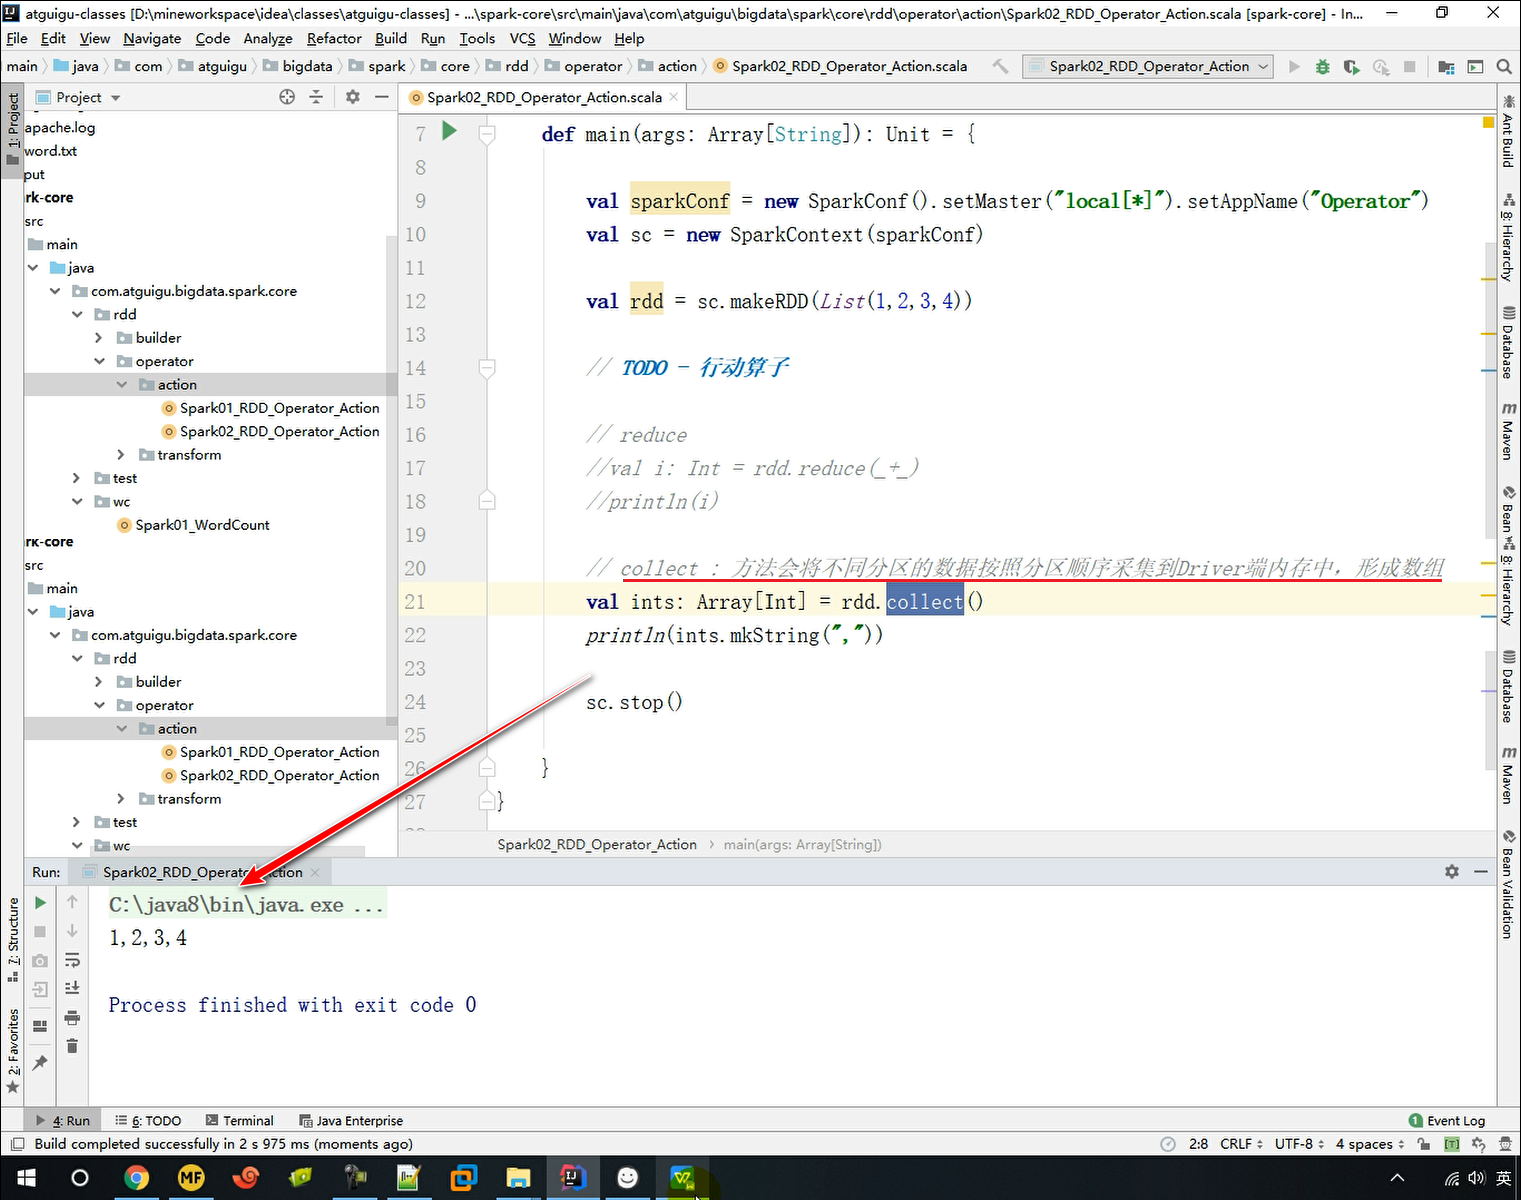 atguigu-classes [D:\mineworkspace\idea\classes\atguigu-classes] - ...\spark-core\src\main\java\com\atguigu\bigdata\spark\core\rdd\operator\action\Spark02_RDD_Operator_Action.scala [spark-core] - In...
File Edit View Navigate Code Analyze Refactor Build Run Tools VCS Window Help
main java com atguigu bigdata spark core rdd operator action Spark02_RDD_Operator_Action.scala Spark02_RDD_Operator_Action
1: Project
Project
apache.log
word.txt
put
rk-core
src
main
java
com.atguigu.bigdata.spark.core
rdd
builder
operator
action
Spark01_RDD_Operator_Action
Spark02_RDD_Operator_Action
transform
test
wc
Spark01_WordCount
rk-core
src
main
java
com.atguigu.bigdata.spark.core
rdd
builder
operator
action
Spark01_RDD_Operator_Action
Spark02_RDD_Operator_Action
transform
test
wc
Spark02_RDD_Operator_Action.scala
7 def main(args: Array[String]): Unit = {
8
9 val sparkConf = new SparkConf().setMaster("local[*]").setAppName("Operator")
10 val sc = new SparkContext(sparkConf)
11
12 val rdd = sc.makeRDD(List(1,2,3,4))
13
14 // TODO - 行动算子
15
16 // reduce
17 //val i: Int = rdd.reduce(_+_)
18 //println(i)
19
20 // collect : 方法会将不同分区的数据按照分区顺序采集到Driver端内存中，形成数组
21 val ints: Array[Int] = rdd.collect()
22 println(ints.mkString(","))
23
24 sc.stop()
25
26 }
27 }
Spark02_RDD_Operator_Action main(args: Array[String])
Ant Build
8: Hierarchy
Database
Maven
Bean
8: Hierarchy
Database
Maven
Bean Validation
Run: Spark02_RDD_Operato Action
C:\java8\bin\java.exe ...
1,2,3,4
Process finished with exit code 0
7: Structure
2: Favorites
4: Run 6: TODO Terminal Java Enterprise 1 Event Log
Build completed successfully in 2 s 975 ms (moments ago) 2:8 CRLF UTF-8 4 spaces
英